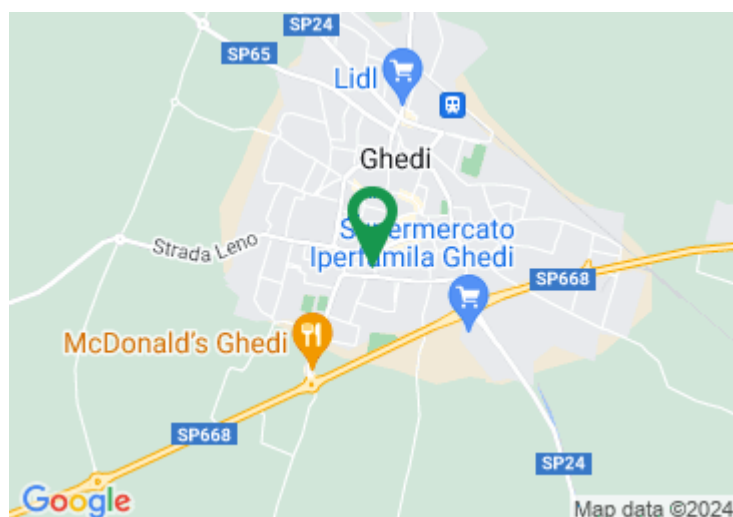 SP24
SP65
Lidl
Ghedi
Supermercato
Iperfamila Ghedi
Strada Leno
SP668
McDonald's Ghedi
SP668
SP24
Google
Map data ©2024